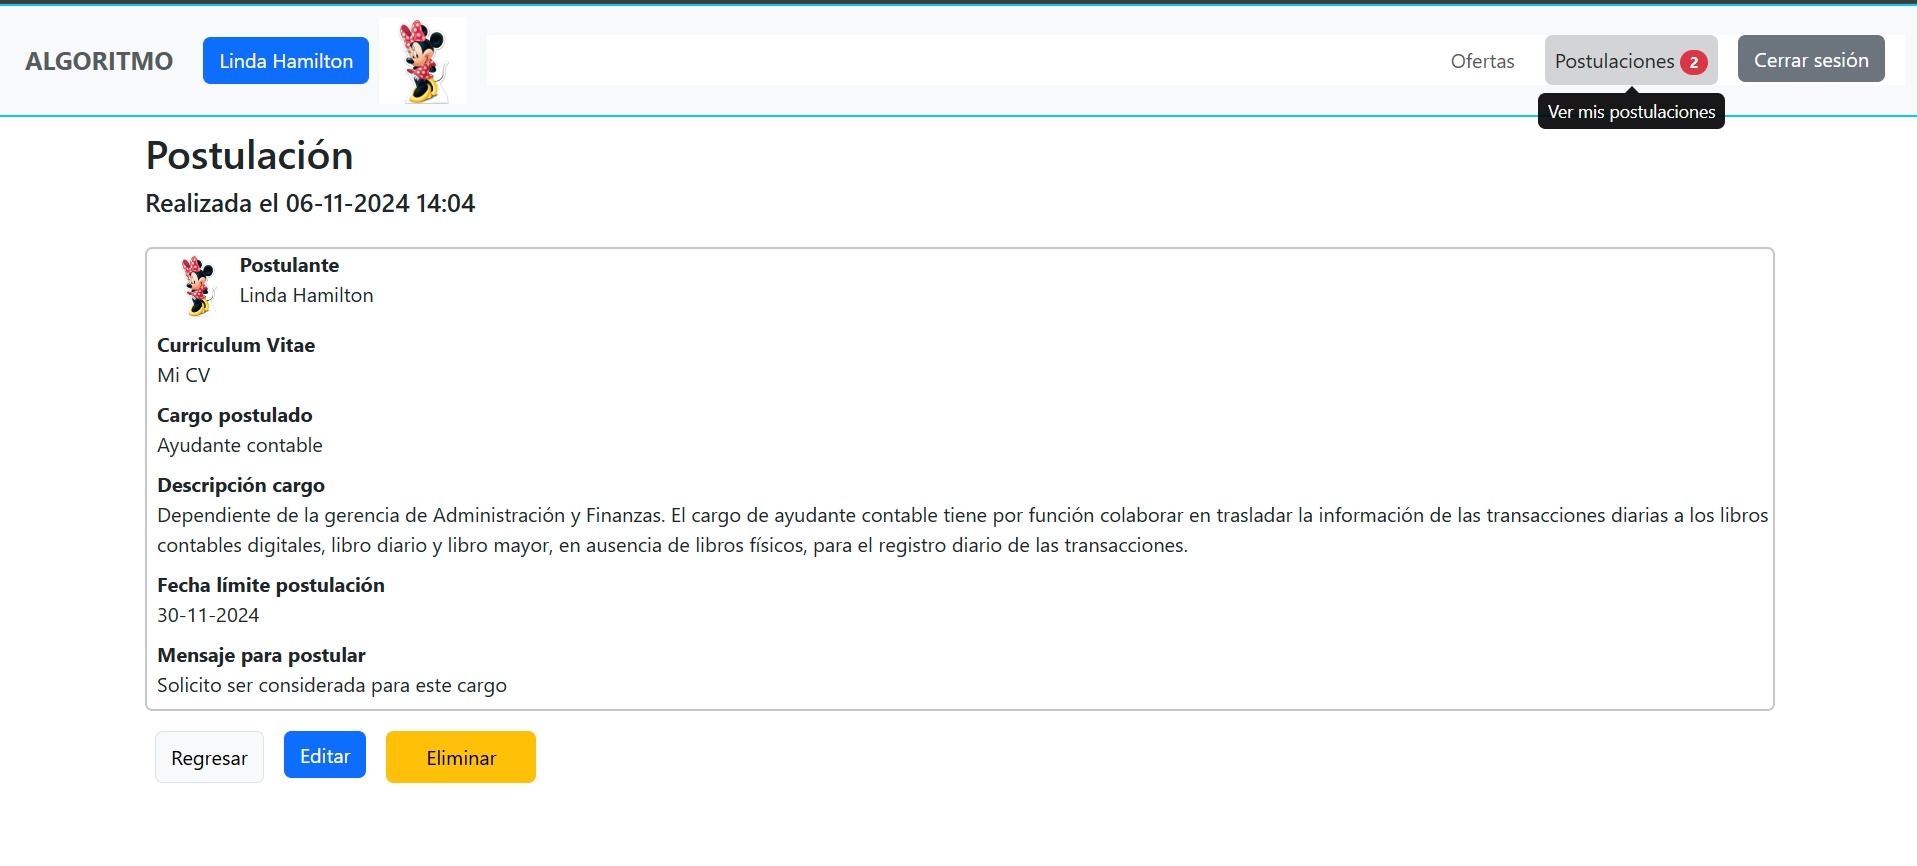 ALGORITMO Linda Hamilton Ofertas Postulaciones 2 Cerrar sesión
Ver mis postulaciones
Postulación
Realizada el 06-11-2024 14:04
Postulante
Linda Hamilton
Curriculum Vitae
Mi CV
Cargo postulado
Ayudante contable
Descripción cargo
Dependiente de la gerencia de Administración y Finanzas. El cargo de ayudante contable tiene por función colaborar en trasladar la información de las transacciones diarias a los libros
contables digitales, libro diario y libro mayor, en ausencia de libros físicos, para el registro diario de las transacciones.
Fecha límite postulación
30-11-2024
Mensaje para postular
Solicito ser considerada para este cargo
Regresar Editar Eliminar